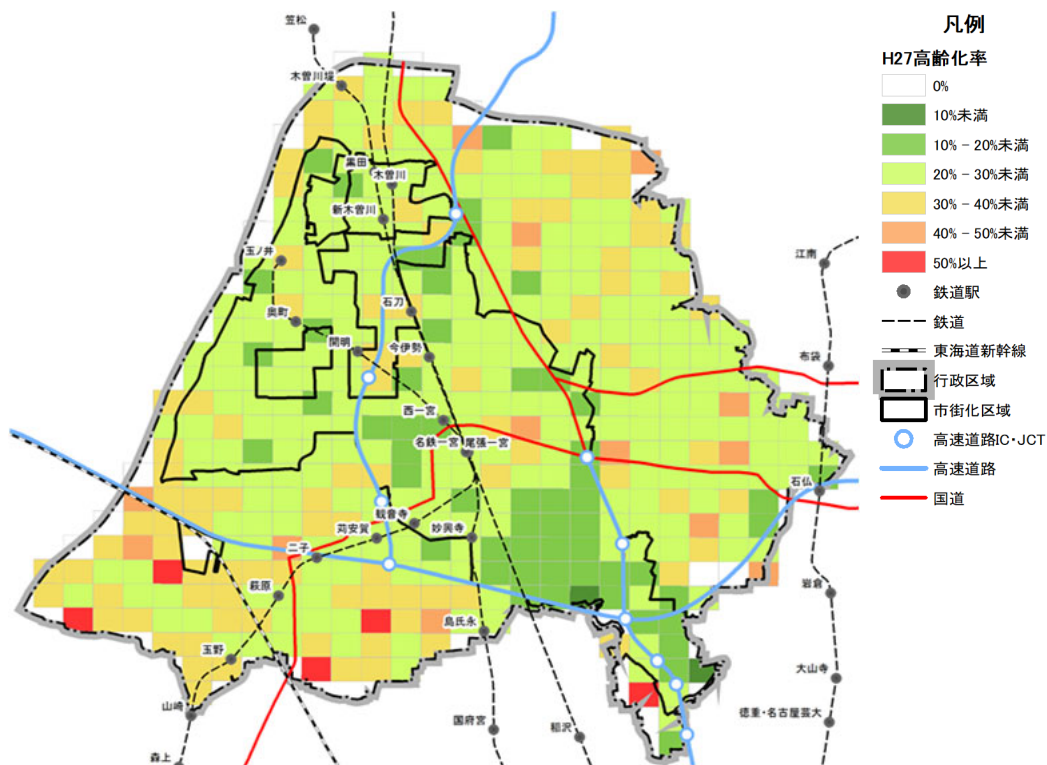 凡例
H27高齢化率
0%
10%未満
10% - 20%未満
20% - 30%未満
30% - 40%未満
40% - 50%未満
50%以上
鉄道駅
鉄道
東海道新幹線
行政区域
市街化区域
高速道路IC・JCT
高速道路
国道
笠松
木曽川堤
黒田
木曽川
新木曽川
玉ノ井
江南
石刀
奥町
開明
今伊勢
布袋
西一宮
名鉄一宮
尾張一宮
石仏
観音寺
苅安賀
妙興寺
二子
萩原
岩倉
島氏永
玉野
大山寺
山崎
国府宮
稲沢
徳重・名古屋芸大
森上